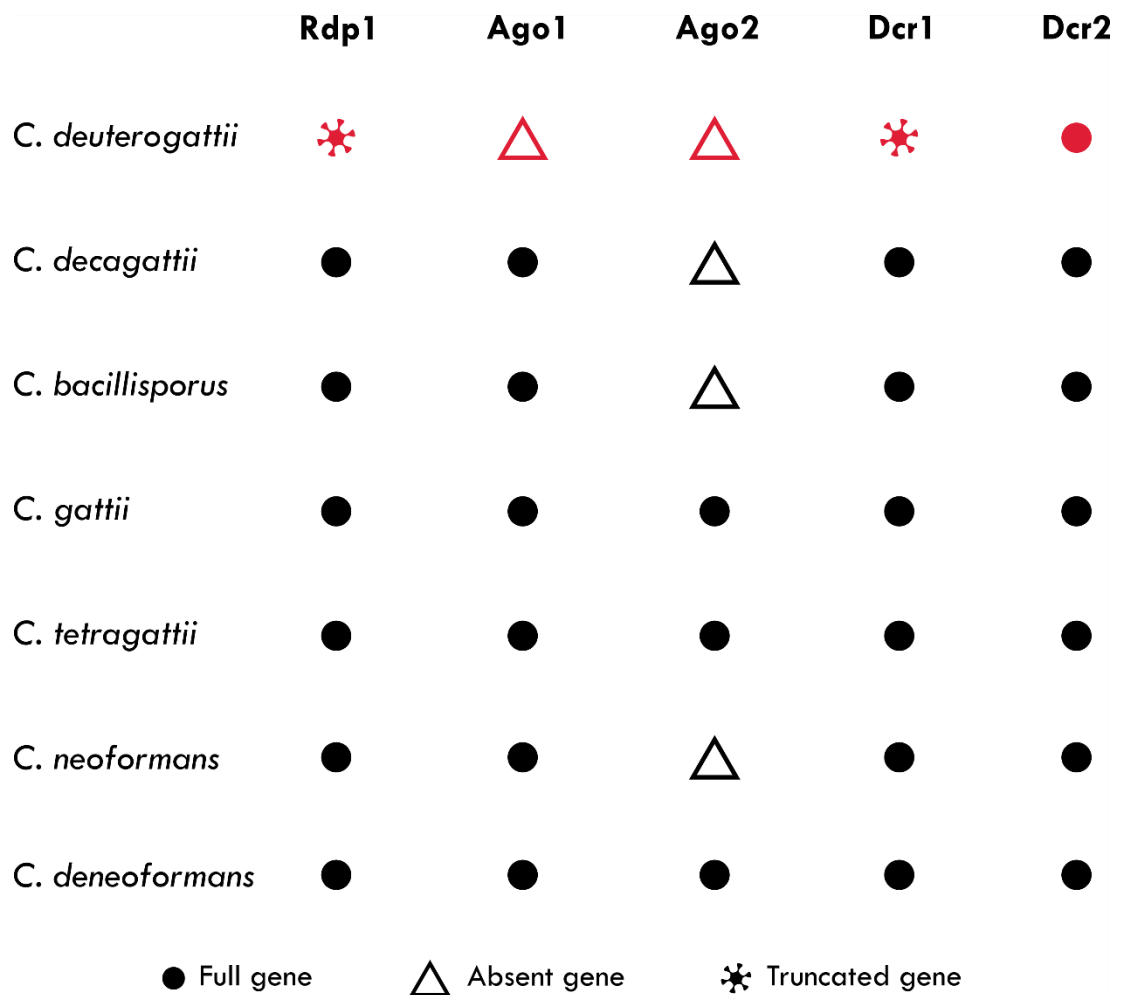 Rdp1 Ago1 Ago2 Dcr1 Dcr2
C. deuterogattii
C. decagattii
C. bacillisporus
C. gattii
C. tetragattii
C. neoformans
C. deneoformans
Full gene Absent gene Truncated gene